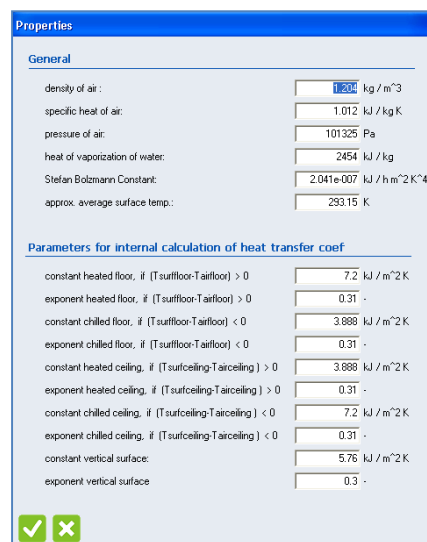 Properties
General
density of air : 1.204 kg / m^3
specific heat of air: 1.012 kJ / kg K
pressure of air: 101325 Pa
heat of vaporization of water: 2454 kJ / kg
Stefan Bolzmann Constant: 2.041e-007 kJ / h m^2 K^4
approx. average surface temp.: 293.15 K
Parameters for internal calculation of heat transfer coef
constant heated floor, if (Tsurffloor-Tairfloor) > 0 7.2 kJ / m^2 K
exponent heated floor, if (Tsurffloor-Tairfloor) > 0 0.31 -
constant chilled floor, if (Tsurffloor-Tairfloor) < 0 3.888 kJ / m^2 K
exponent chilled floor, if (Tsurffloor-Tairfloor) < 0 0.31 -
constant heated ceiling, if (Tsurfceiling-Tairceiling ) > 0 3.888 kJ / m^2 K
exponent heated ceiling, if (Tsurfceiling-Tairceiling ) > 0 0.31 -
constant chilled ceiling, if (Tsurfceiling-Tairceiling ) < 0 7.2 kJ / m^2 K
exponent chilled ceiling, if (Tsurfceiling-Tairceiling ) < 0 0.31 -
constant vertical surface: 5.76 kJ / m^2 K
exponent vertical surface 0.3 -